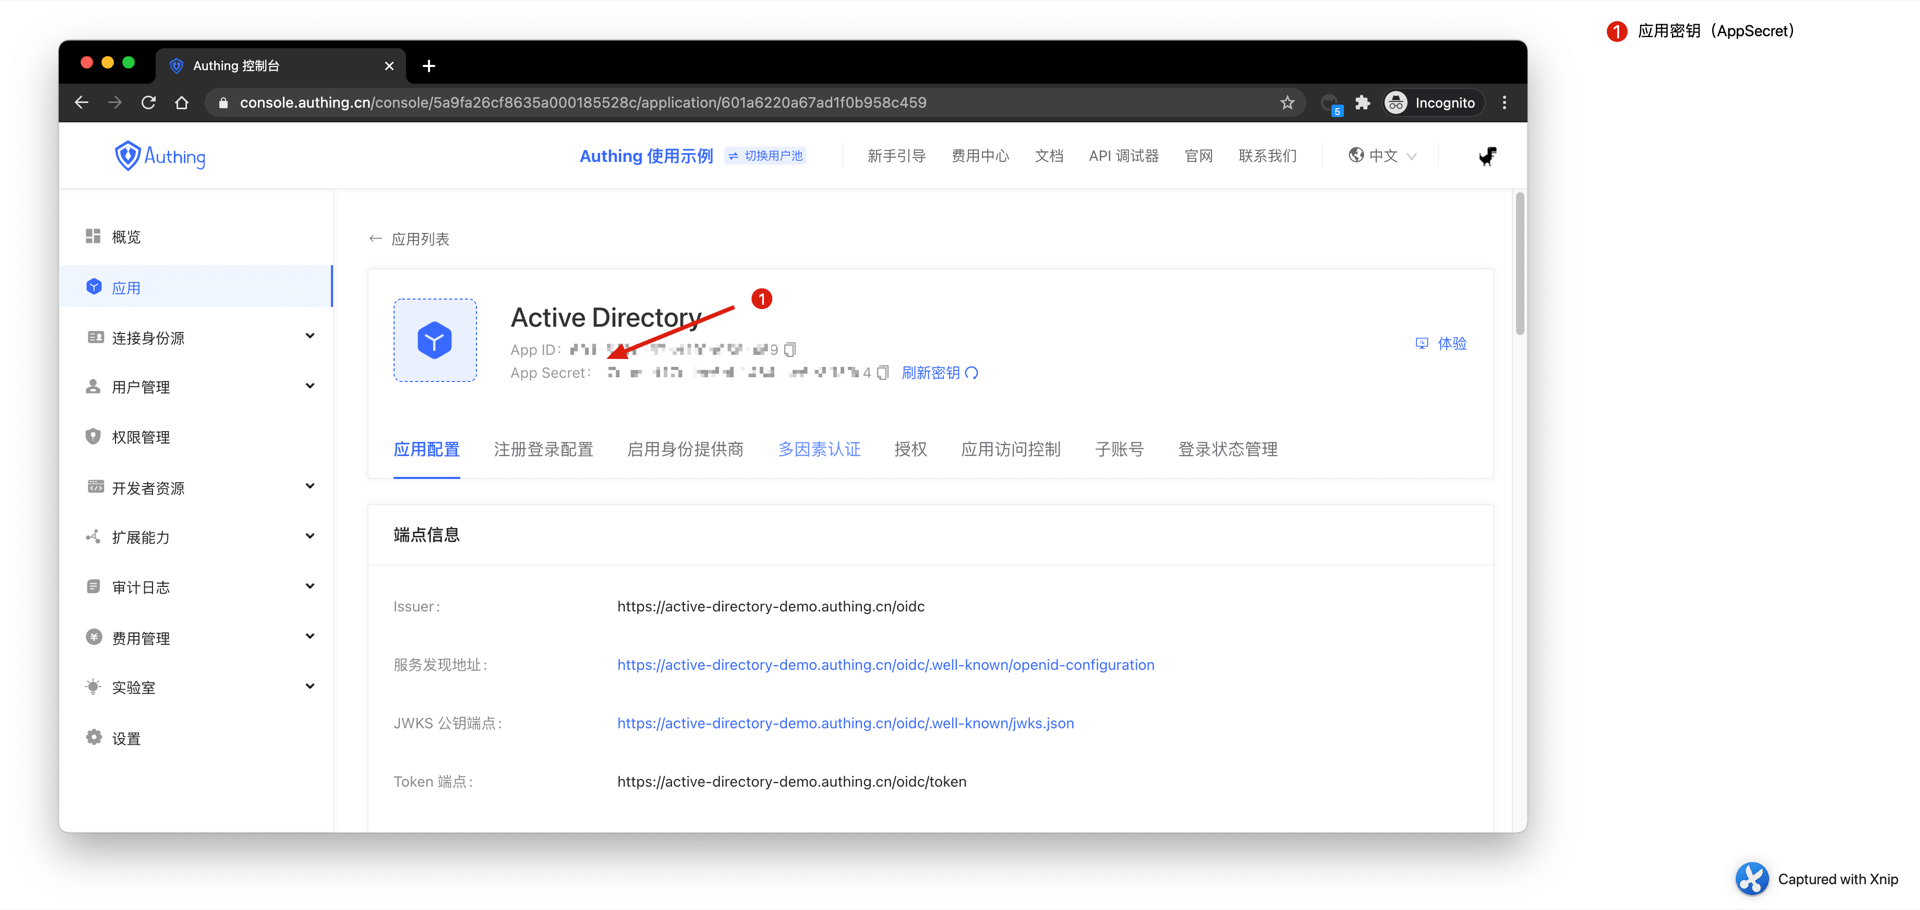 1 应用密钥（AppSecret）
Authing 控制台
console.authing.cn/console/5a9fa26cf8635a000185528c/application/601a6220a67ad1f0b958c459
5
Incognito
Authing
Authing 使用示例
切换用户池
新手引导
费用中心
文档
API 调试器
官网
联系我们
中文
概览
应用
连接身份源
用户管理
权限管理
开发者资源
扩展能力
审计日志
费用管理
实验室
设置
← 应用列表
1
Active Directory
App ID: 9
App Secret: 4 刷新密钥
体验
应用配置
注册登录配置
启用身份提供商
多因素认证
授权
应用访问控制
子账号
登录状态管理
端点信息
Issuer: https://active-directory-demo.authing.cn/oidc
服务发现地址: https://active-directory-demo.authing.cn/oidc/.well-known/openid-configuration
JWKS 公钥端点: https://active-directory-demo.authing.cn/oidc/.well-known/jwks.json
Token 端点: https://active-directory-demo.authing.cn/oidc/token
Captured with Xnip